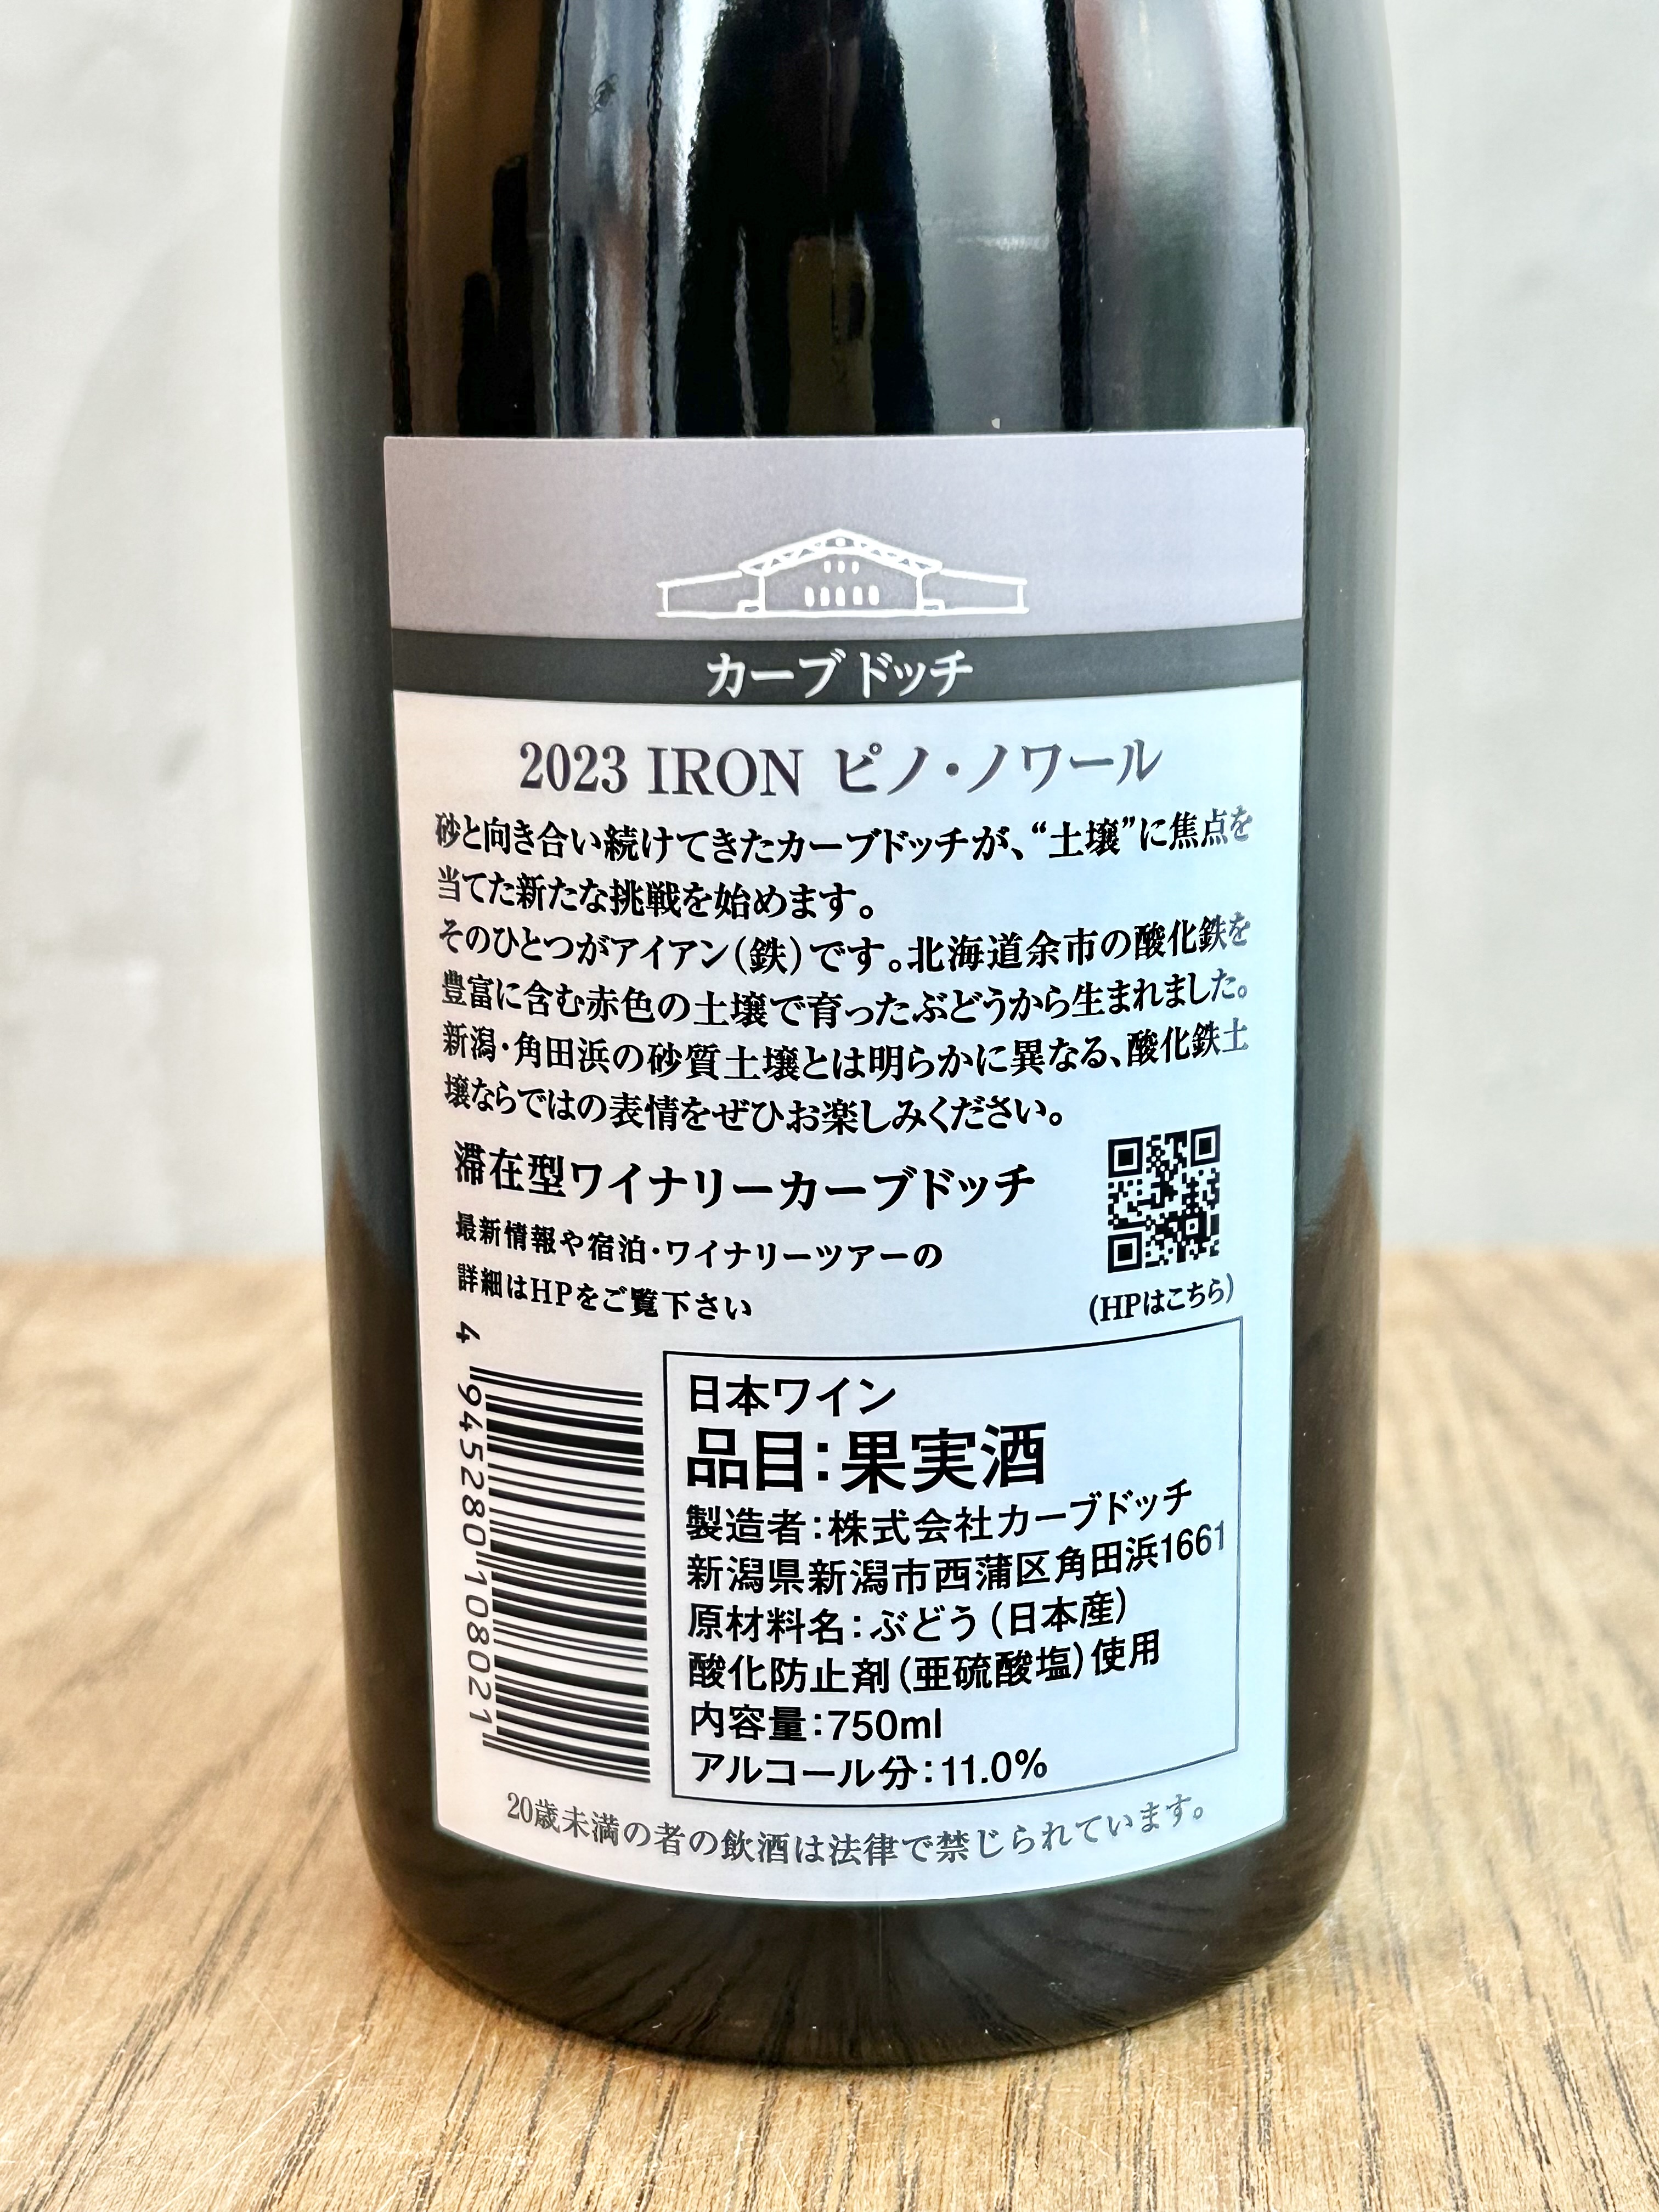 カーブドッチ
2023 IRON ピノ・ノワール
砂と向き合い続けてきたカーブドッチが、“土壌”に焦点を
当てた新たな挑戦を始めます。
そのひとつがアイアン(鉄)です。北海道余市の酸化鉄を
豊富に含む赤色の土壌で育ったぶどうから生まれました。
新潟・角田浜の砂質土壌とは明らかに異なる、酸化鉄土
壌ならではの表情をぜひお楽しみください。
滞在型ワイナリーカーブドッチ
最新情報や宿泊・ワイナリーツアーの
詳細はHPをご覧下さい
(HPはこちら)
4 945280 108021
日本ワイン
品目:果実酒
製造者:株式会社カーブドッチ
新潟県新潟市西蒲区角田浜1661
原材料名:ぶどう(日本産)
酸化防止剤(亜硫酸塩)使用
内容量:750ml
アルコール分:11.0%
20歳未満の者の飲酒は法律で禁じられています。